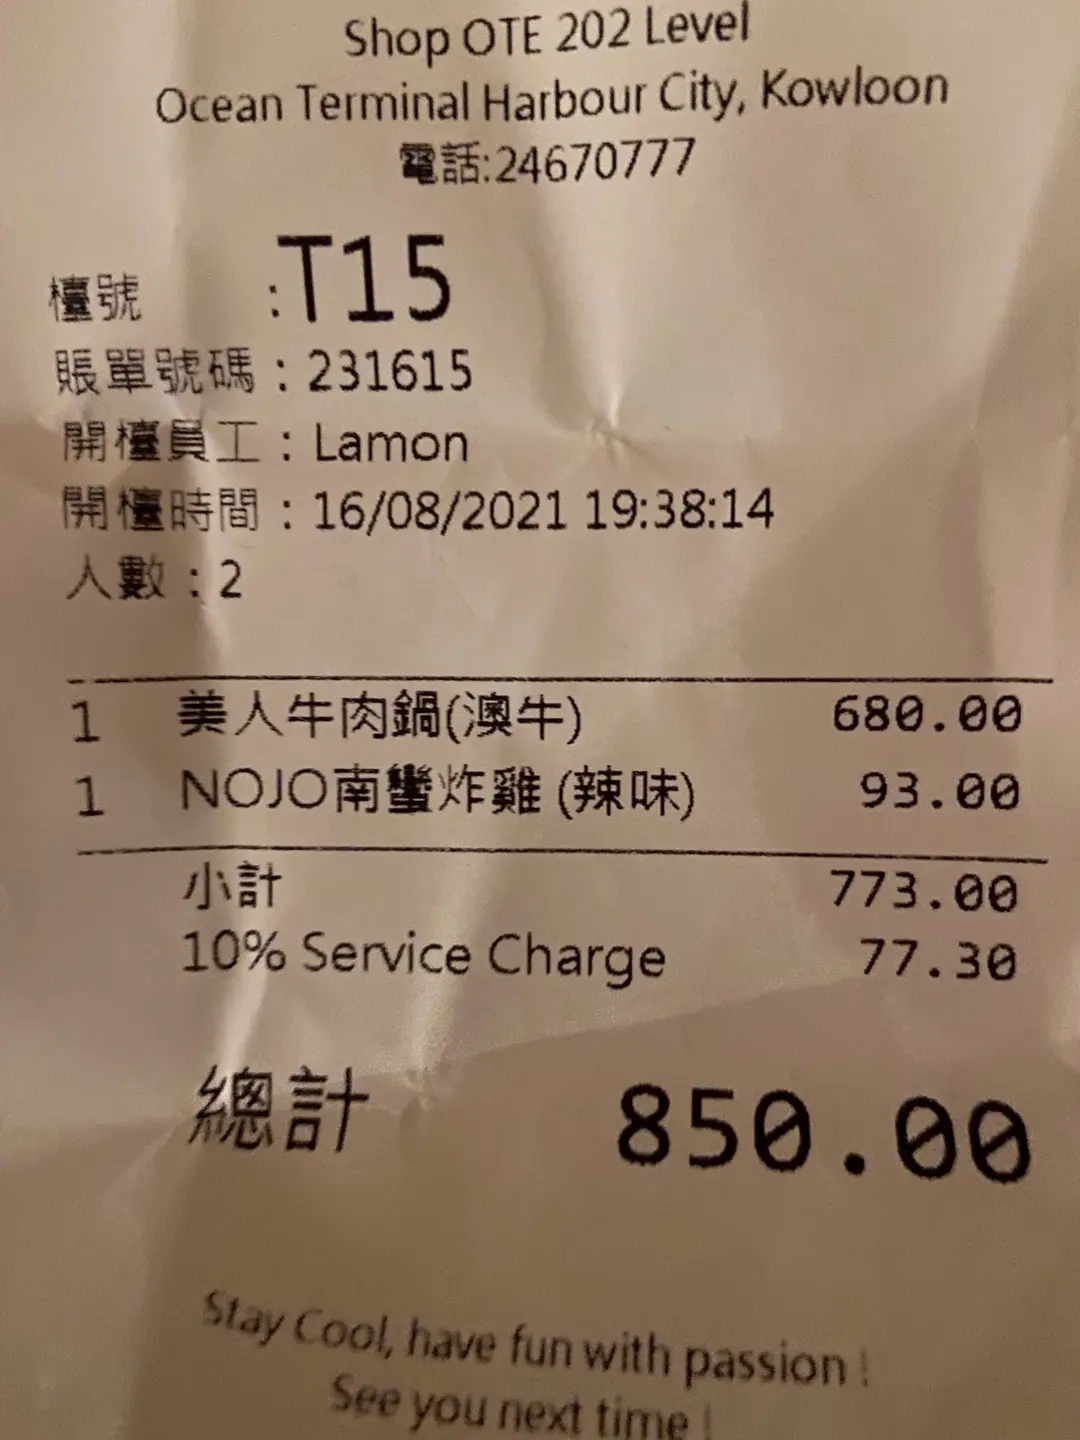 Shop OTE 202 Level
Ocean Terminal Harbour City, Kowloon
電話:24670777
檯號 :T15
賬單號碼 : 231615
開檯員工 : Lamon
開檯時間 : 16/08/2021 19:38:14
人數 : 2
1 美人牛肉鍋(澳牛) 680.00
1 NOJO南蠻炸雞 (辣味) 93.00
小計 773.00
10% Service Charge 77.30
總計 850.00
Stay Cool, have fun with passion !
See you next time !